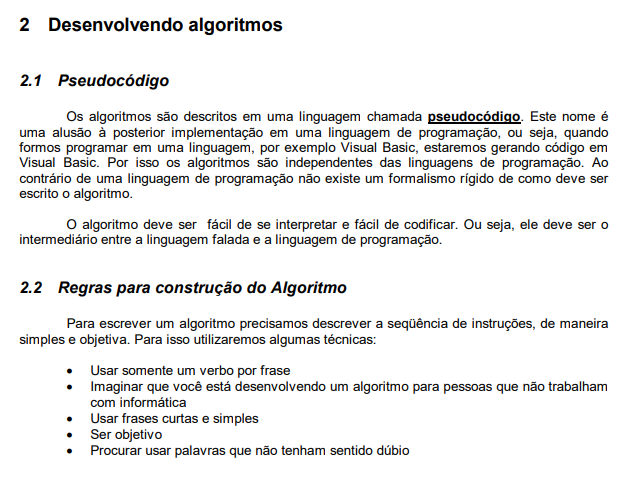 2 Desenvolvendo algoritmos
2.1 Pseudocódigo
Os algoritmos são descritos em uma linguagem chamada pseudocódigo. Este nome é
uma alusão à posterior implementação em uma linguagem de programação, ou seja, quando
formos programar em uma linguagem, por exemplo Visual Basic, estaremos gerando código em
Visual Basic. Por isso os algoritmos são independentes das linguagens de programação. Ao
contrário de uma linguagem de programação não existe um formalismo rígido de como deve ser
escrito o algoritmo.
O algoritmo deve ser fácil de se interpretar e fácil de codificar. Ou seja, ele deve ser o
intermediário entre a linguagem falada e a linguagem de programação.
2.2 Regras para construção do Algoritmo
Para escrever um algoritmo precisamos descrever a seqüência de instruções, de maneira
simples e objetiva. Para isso utilizaremos algumas técnicas:
• Usar somente um verbo por frase
• Imaginar que você está desenvolvendo um algoritmo para pessoas que não trabalham
com informática
• Usar frases curtas e simples
• Ser objetivo
• Procurar usar palavras que não tenham sentido dúbio